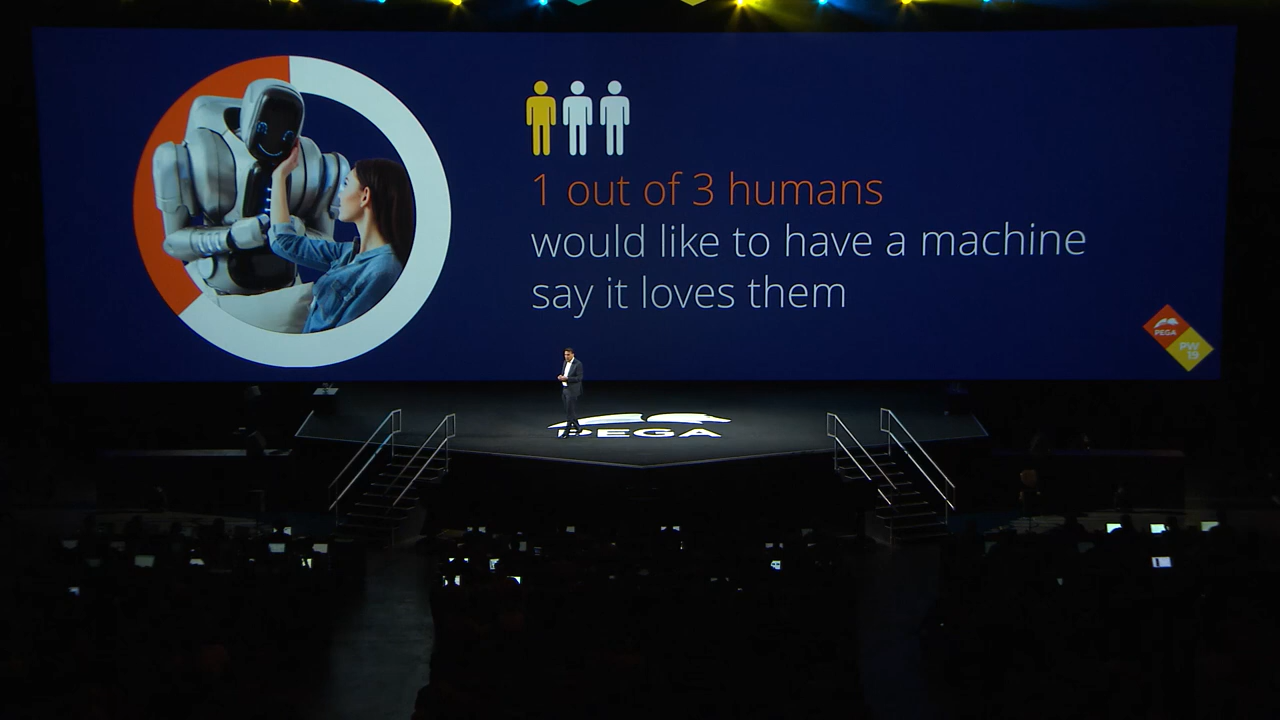 1 out of 3 humans
would like to have a machine
say it loves them
PEGA
PW
19
PEGA